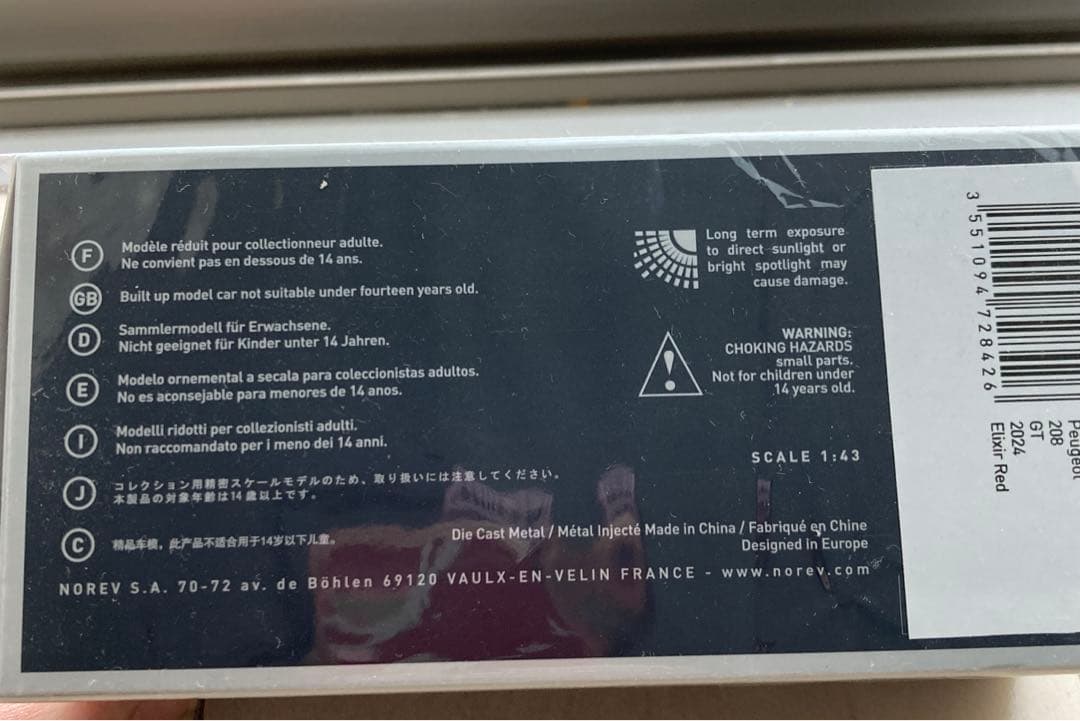 F
Modèle réduit pour collectionneur adulte.
Ne convient pas en dessous de 14 ans.
GB
Built up model car not suitable under fourteen years old.
D
Sammlermodell für Erwachsene.
Nicht geeignet für Kinder unter 14 Jahren.
E
Modelo ornemental a secala para coleccionistas adultos.
No es aconsejable para menores de 14 anos.
I
Modelli ridotti per collezionisti adulti.
Non raccomandato per i meno dei 14 anni.
J
コレクション用精密スケールモデルのため、取り扱いには注意してください。
本製品の対象年齢は14歳以上です。
C
精品车模，此产品不适合用于14岁以下儿童。
Long term exposure
to direct sunlight or
bright spotlight may
cause damage.
WARNING:
CHOKING HAZARDS
small parts.
Not for children under
14 years old.
SCALE 1:43
Die Cast Metal / Métal Injecté Made in China / Fabriqué en Chine
Designed in Europe
NOREV S.A. 70-72 av. de Böhlen 69120 VAULX-EN-VELIN FRANCE - www.norev.com
3 551094 728426
Peugeot
208
GT
2024
Elixir Red